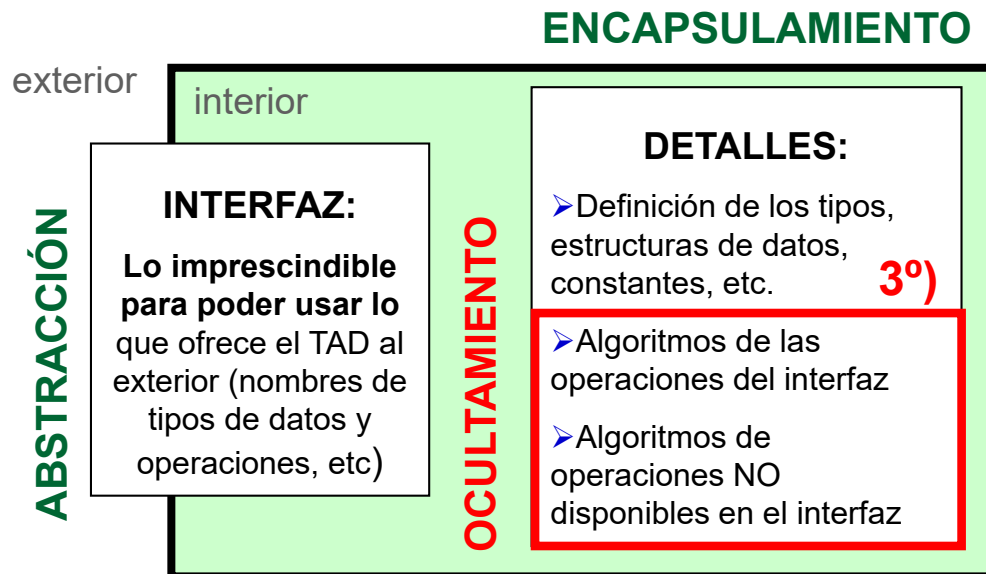 ENCAPSULAMIENTO
exterior
interior
ABSTRACCIÓN
INTERFAZ:
Lo imprescindible
para poder usar lo
que ofrece el TAD al
exterior (nombres de
tipos de datos y
operaciones, etc)
OCULTAMIENTO
DETALLES:
➢Definición de los tipos,
estructuras de datos,
constantes, etc. 3º)
➢Algoritmos de las
operaciones del interfaz
➢Algoritmos de
operaciones NO
disponibles en el interfaz